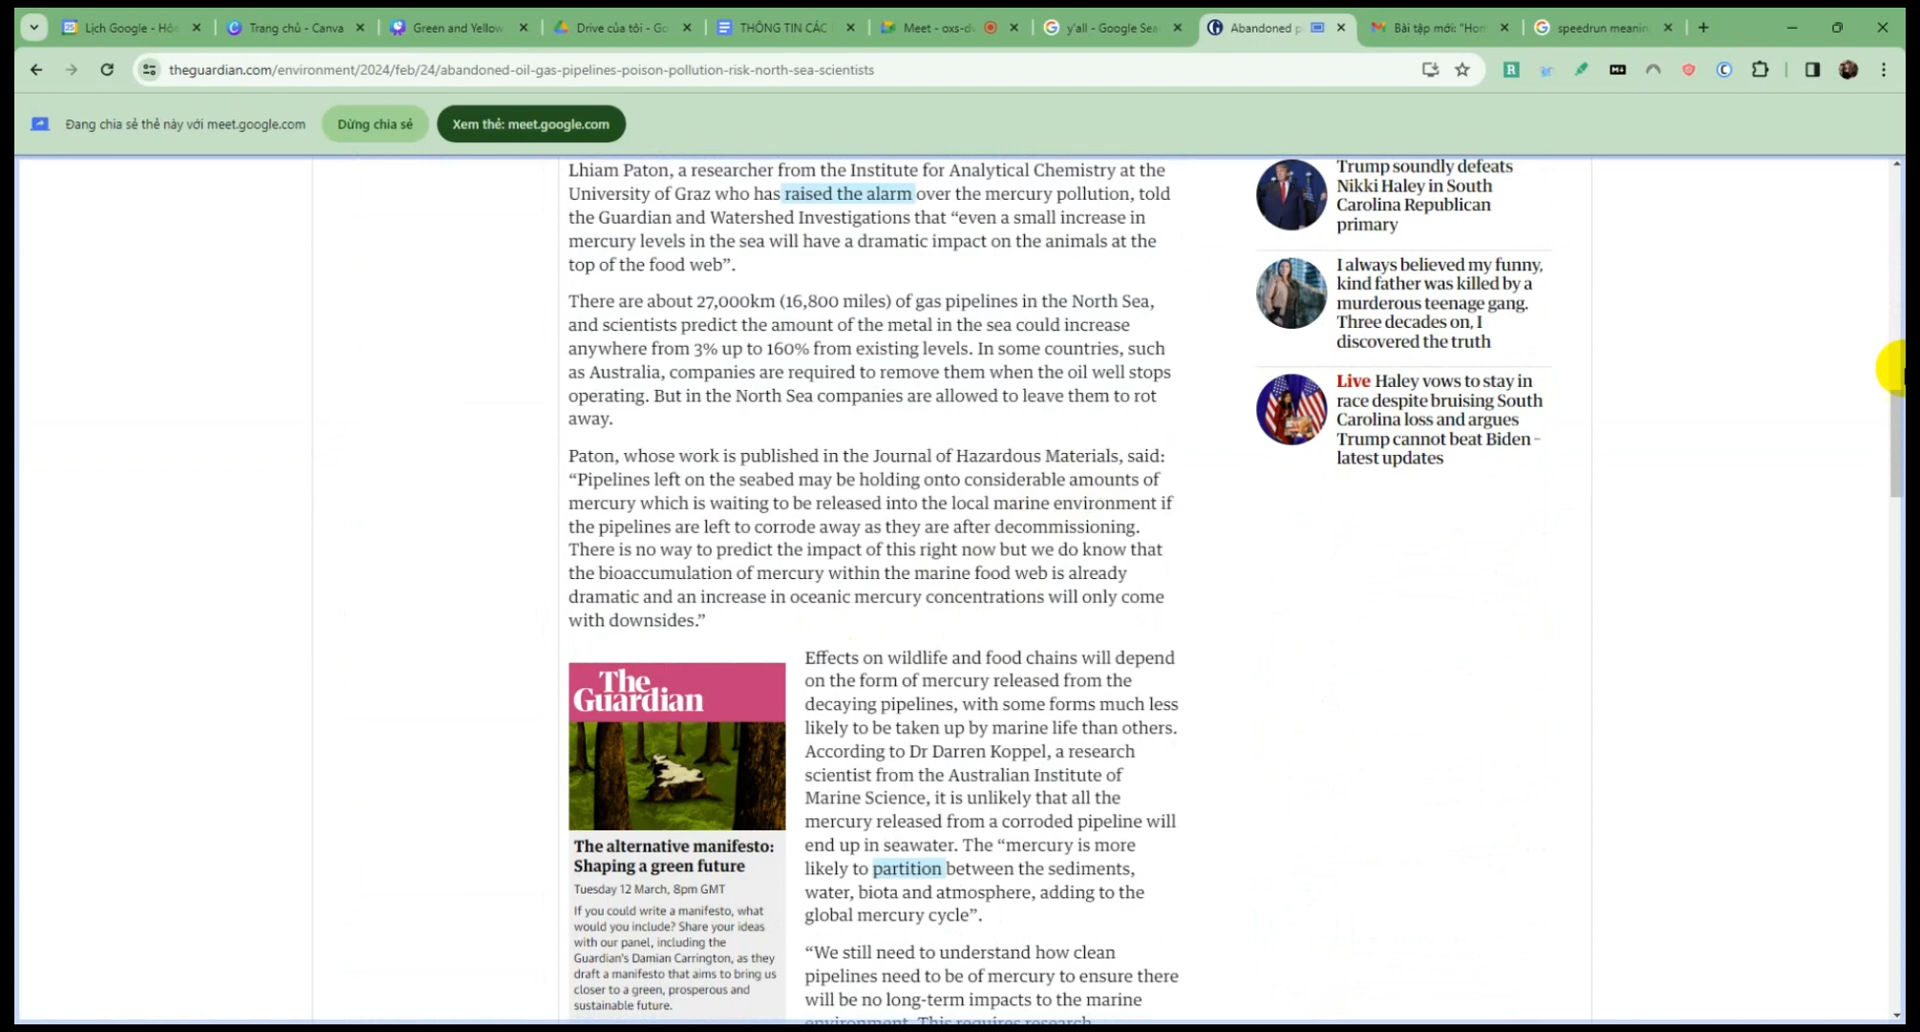 Lịch Google - Hôn
Trang chủ - Canva
Green and Yellow
Drive của tôi - Go
THÔNG TIN CÁC
Meet - oxs-dv
y'all - Google Sea
Abandoned p
Bài tập mới: "Hom
speedrun meanin
theguardian.com/environment/2024/feb/24/abandoned-oil-gas-pipelines-poison-pollution-risk-north-sea-scientists
Đang chia sẻ thẻ này với meet.google.com
Dừng chia sẻ
Xem thẻ: meet.google.com
Lhiam Paton, a researcher from the Institute for Analytical Chemistry at the
University of Graz who has raised the alarm over the mercury pollution, told
the Guardian and Watershed Investigations that “even a small increase in
mercury levels in the sea will have a dramatic impact on the animals at the
top of the food web”.
There are about 27,000km (16,800 miles) of gas pipelines in the North Sea,
and scientists predict the amount of the metal in the sea could increase
anywhere from 3% up to 160% from existing levels. In some countries, such
as Australia, companies are required to remove them when the oil well stops
operating. But in the North Sea companies are allowed to leave them to rot
away.
Paton, whose work is published in the Journal of Hazardous Materials, said:
“Pipelines left on the seabed may be holding onto considerable amounts of
mercury which is waiting to be released into the local marine environment if
the pipelines are left to corrode away as they are after decommissioning.
There is no way to predict the impact of this right now but we do know that
the bioaccumulation of mercury within the marine food web is already
dramatic and an increase in oceanic mercury concentrations will only come
with downsides.”
The
Guardian
The alternative manifesto:
Shaping a green future
Tuesday 12 March, 8pm GMT
If you could write a manifesto, what
would you include? Share your ideas
with our panel, including the
Guardian's Damian Carrington, as they
draft a manifesto that aims to bring us
closer to a green, prosperous and
sustainable future.
Effects on wildlife and food chains will depend
on the form of mercury released from the
decaying pipelines, with some forms much less
likely to be taken up by marine life than others.
According to Dr Darren Koppel, a research
scientist from the Australian Institute of
Marine Science, it is unlikely that all the
mercury released from a corroded pipeline will
end up in seawater. The “mercury is more
likely to partition between the sediments,
water, biota and atmosphere, adding to the
global mercury cycle”.
“We still need to understand how clean
pipelines need to be of mercury to ensure there
will be no long-term impacts to the marine
environment. This requires research
Trump soundly defeats
Nikki Haley in South
Carolina Republican
primary
I always believed my funny,
kind father was killed by a
murderous teenage gang.
Three decades on, I
discovered the truth
Live Haley vows to stay in
race despite bruising South
Carolina loss and argues
Trump cannot beat Biden –
latest updates